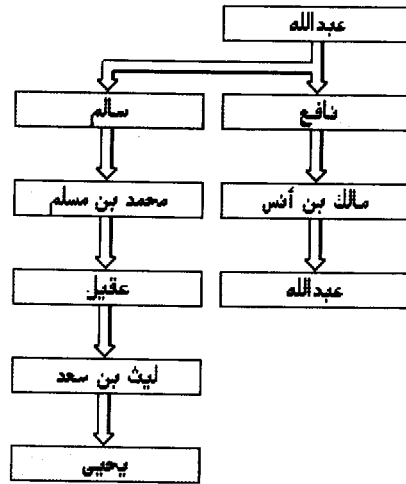 عبدالله
نافع
سالم
مالك بن أنس
محمد بن مسلم
عبدالله
عقيل
ليث بن سعد
يحيى